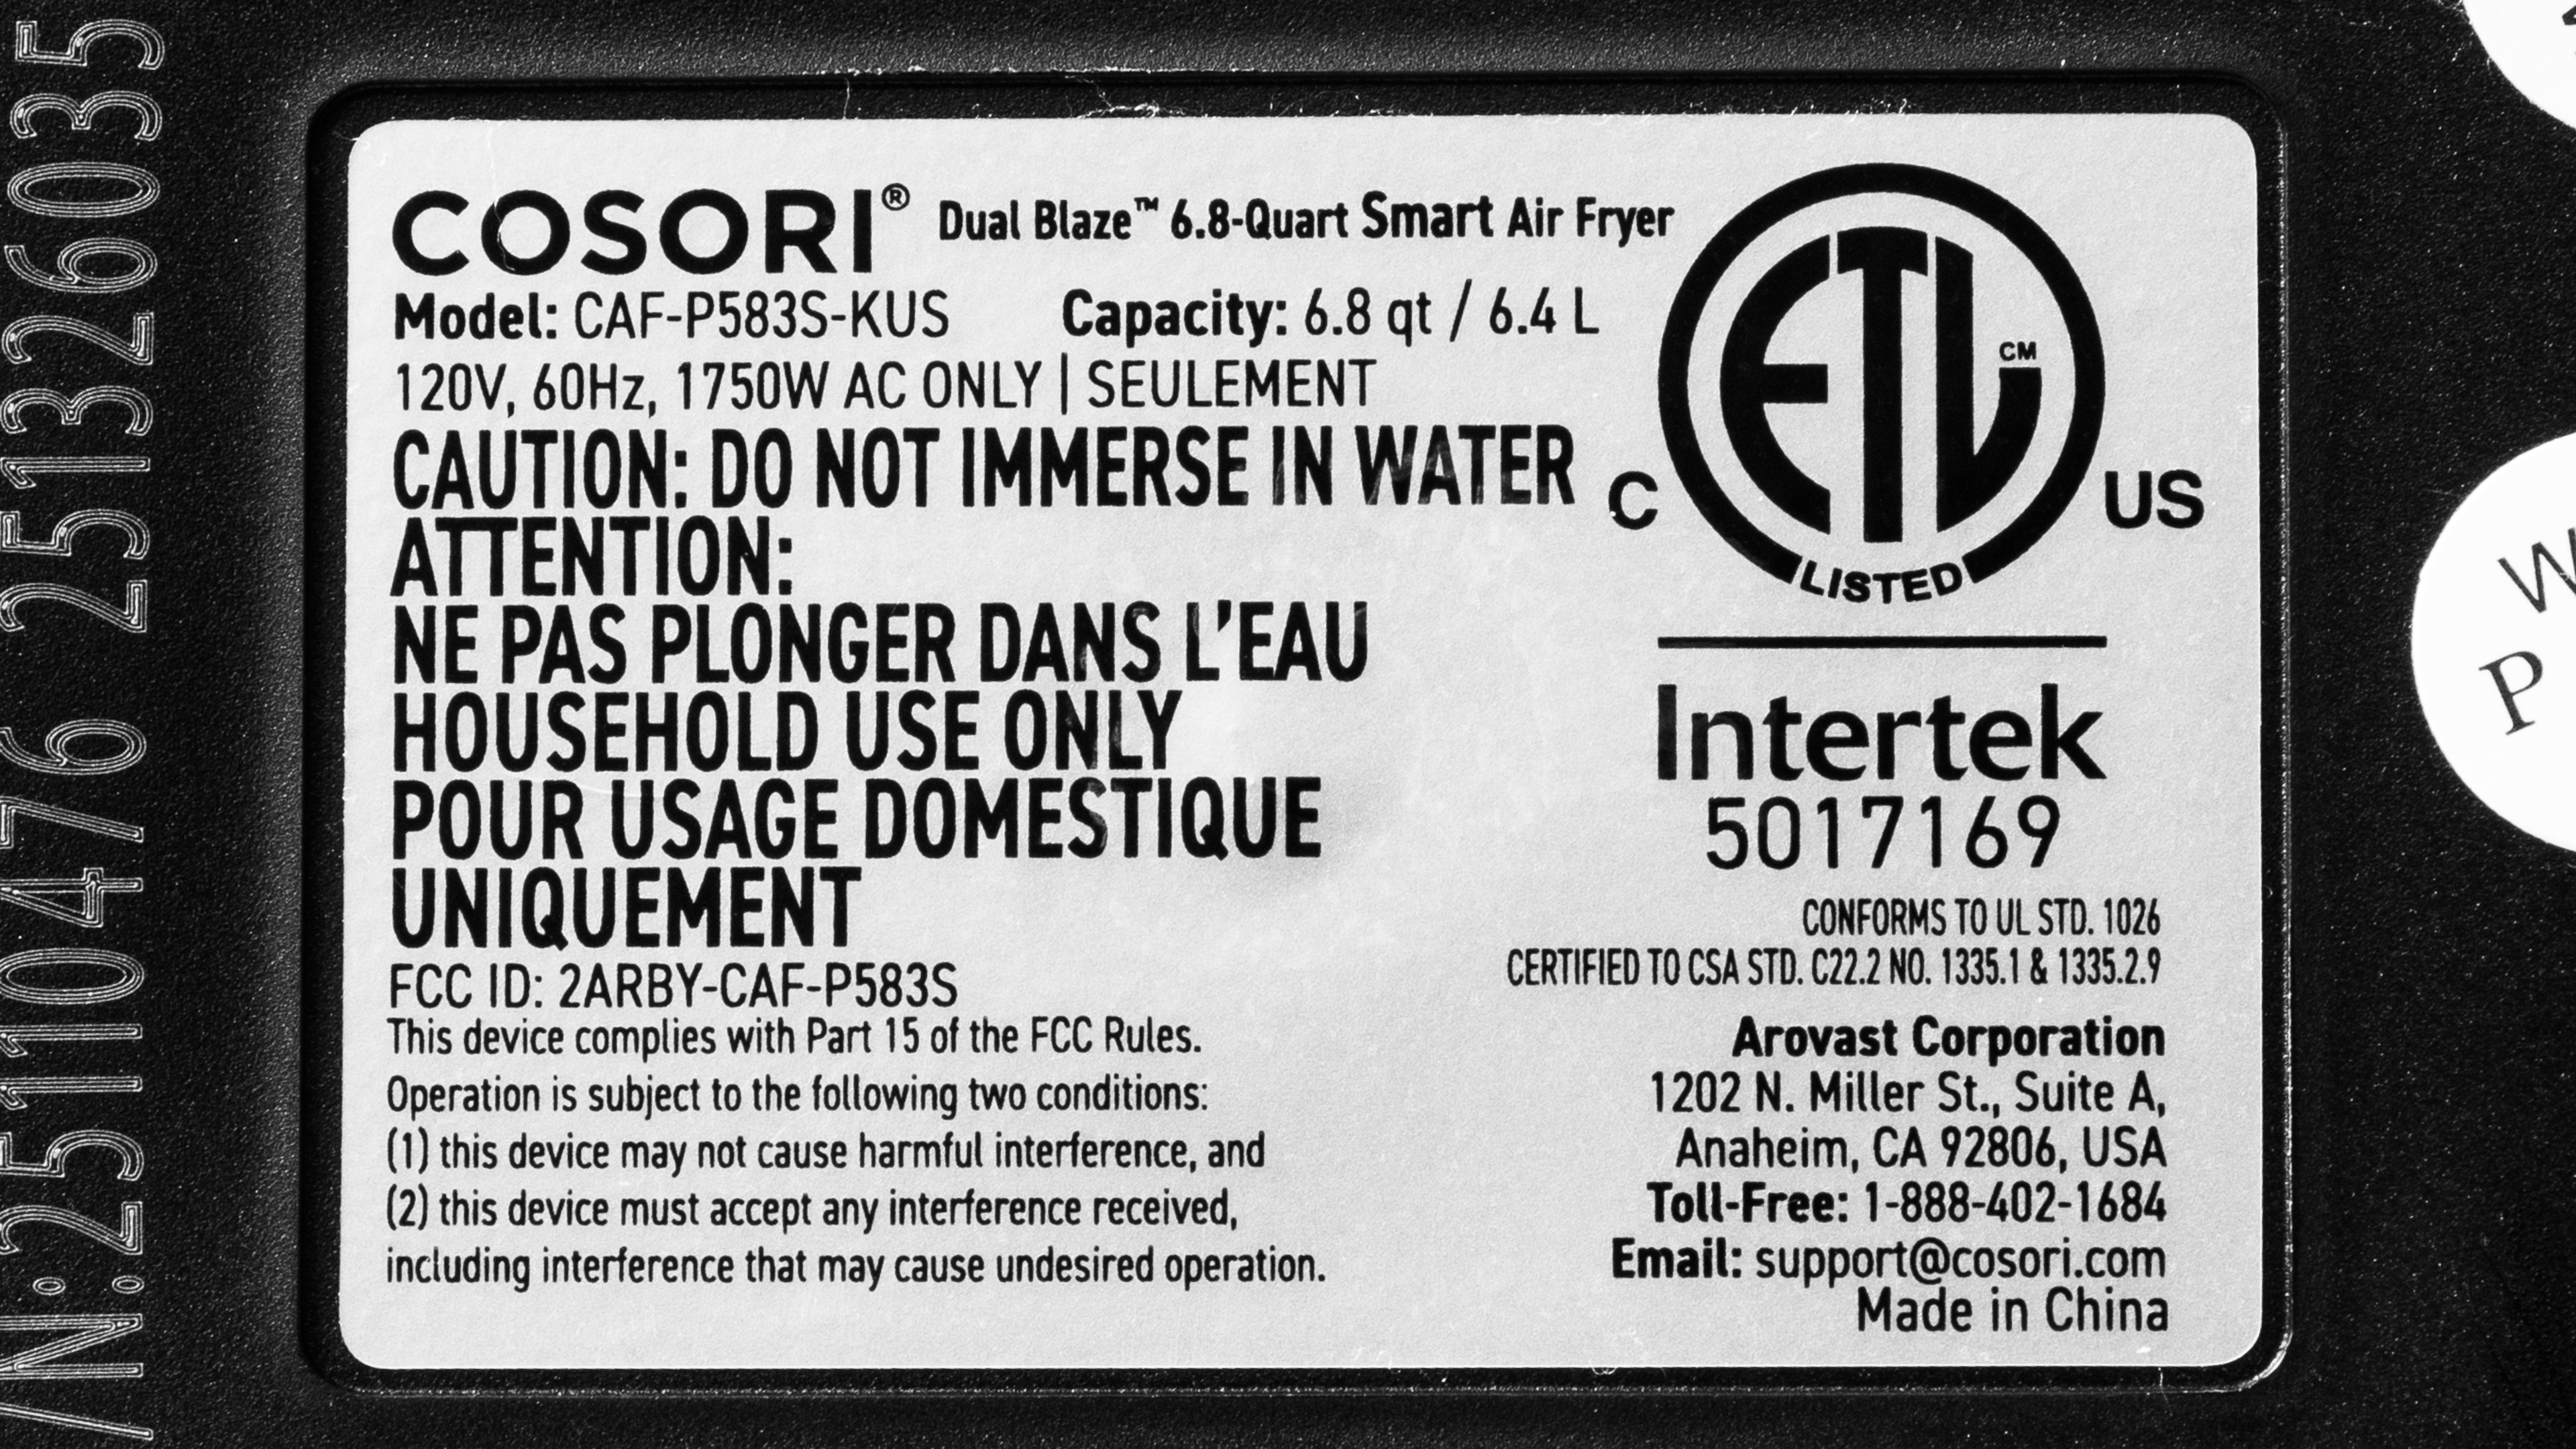 COSORI® Dual Blaze™ 6.8-Quart Smart Air Fryer
Model: CAF-P583S-KUS Capacity: 6.8 qt / 6.4 L
120V, 60Hz, 1750W AC ONLY | SEULEMENT
CAUTION: DO NOT IMMERSE IN WATER
ATTENTION:
NE PAS PLONGER DANS L'EAU
HOUSEHOLD USE ONLY
POUR USAGE DOMESTIQUE
UNIQUEMENT
FCC ID: 2ARBY-CAF-P583S
This device complies with Part 15 of the FCC Rules.
Operation is subject to the following two conditions:
(1) this device may not cause harmful interference, and
(2) this device must accept any interference received,
including interference that may cause undesired operation.
ETL CM
C US
LISTED
Intertek
5017169
CONFORMS TO UL STD. 1026
CERTIFIED TO CSA STD. C22.2 NO. 1335.1 & 1335.2.9
Arovast Corporation
1202 N. Miller St., Suite A,
Anaheim, CA 92806, USA
Toll-Free: 1-888-402-1684
Email: support@cosori.com
Made in China
/N:25110476 251326035
W
P